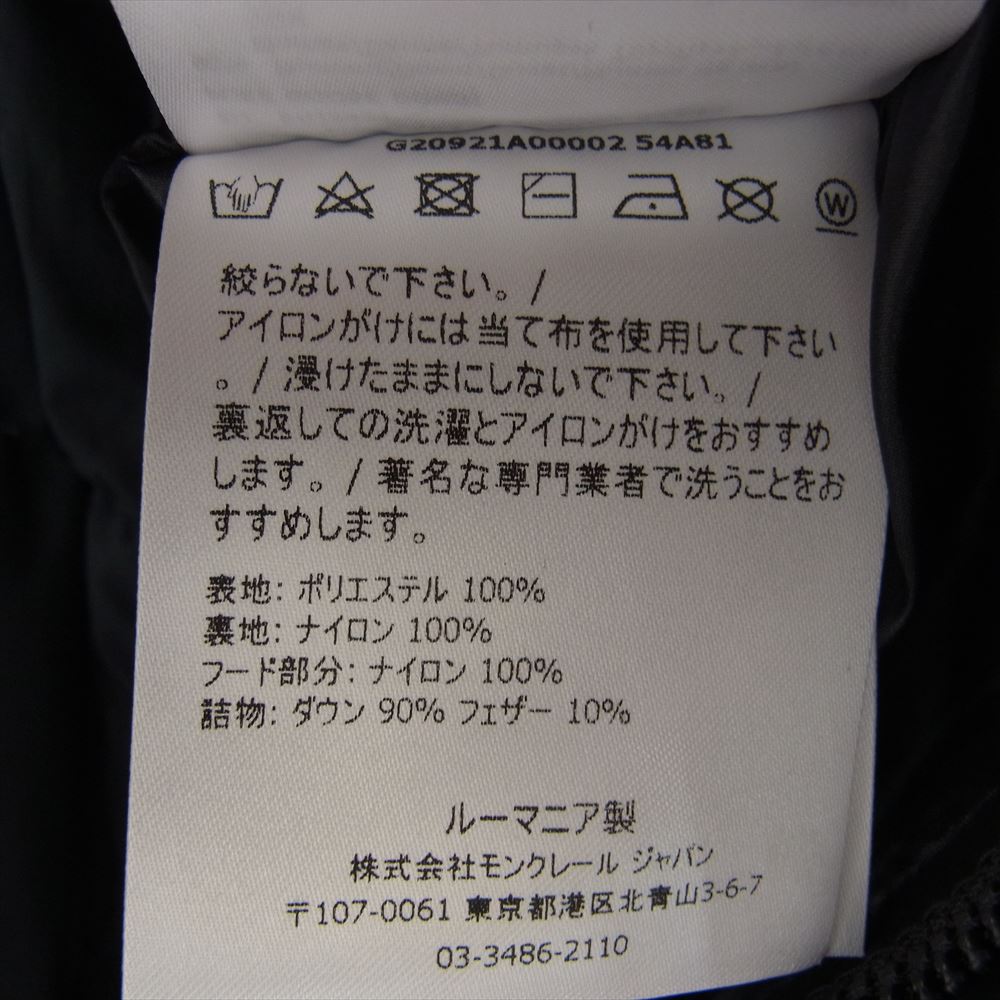 G20921A00002 54A81
W
絞らないで下さい。/
アイロンがけには当て布を使用して下さい
。/ 浸けたままにしないで下さい。/
裏返しての洗濯とアイロンがけをおすすめ
します。/ 著名な専門業者で洗うことをお
すすめします。
表地: ポリエステル 100%
裏地: ナイロン 100%
フード部分: ナイロン 100%
詰物: ダウン 90% フェザー 10%
ルーマニア製
株式会社モンクレール ジャパン
〒107-0061 東京都港区北青山3-6-7
03-3486-2110